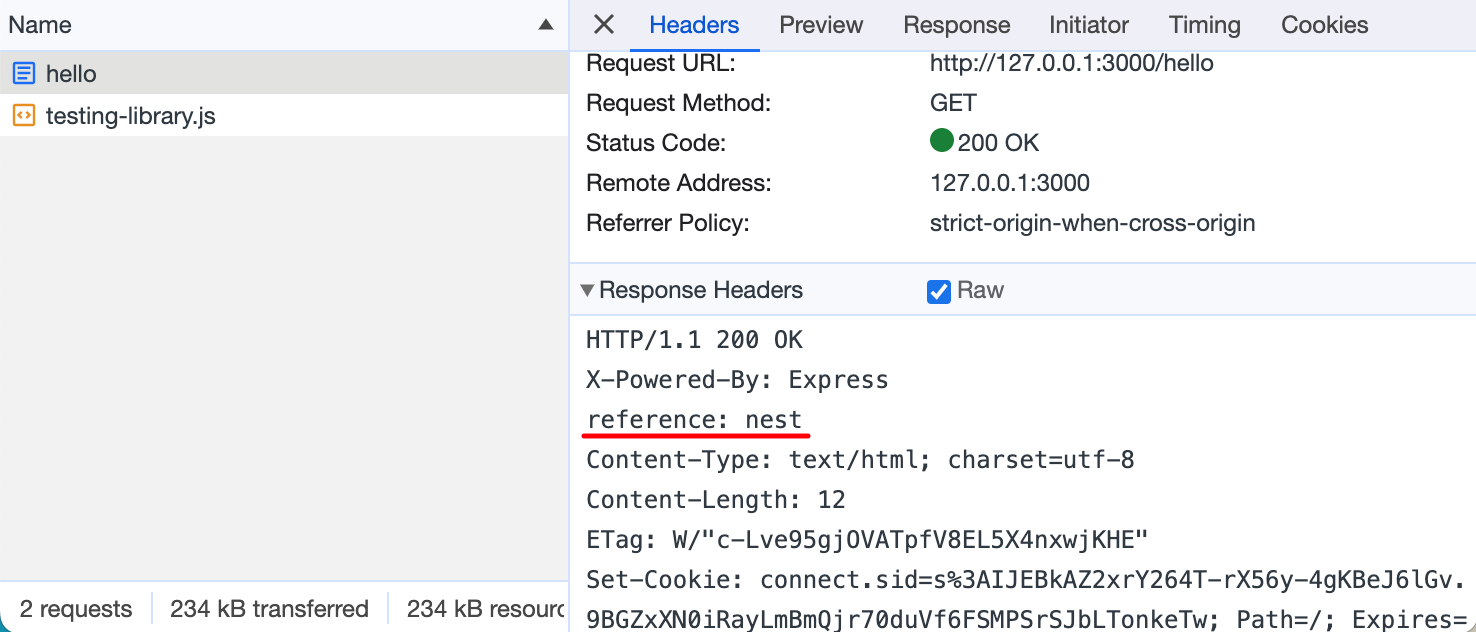 Name
hello
testing-library.js
2 requests
234 kB transferred
234 kB resourc
Headers
Preview
Response
Initiator
Timing
Cookies
Request URL: http://127.0.0.1:3000/hello
Request Method: GET
Status Code: 200 OK
Remote Address: 127.0.0.1:3000
Referrer Policy: strict-origin-when-cross-origin
Response Headers
Raw
HTTP/1.1 200 OK
X-Powered-By: Express
reference: nest
Content-Type: text/html; charset=utf-8
Content-Length: 12
ETag: W/"c-Lve95gjOVATpfV8EL5X4nxwjKHE"
Set-Cookie: connect.sid=s%3AIJEBkAZ2xrY264T-rX56y-4gKBeJ6lGv.
9BGZxXN0iRayLmBmQjr70duVf6FSMPSrSJbLTonkeTw; Path=/; Expires=